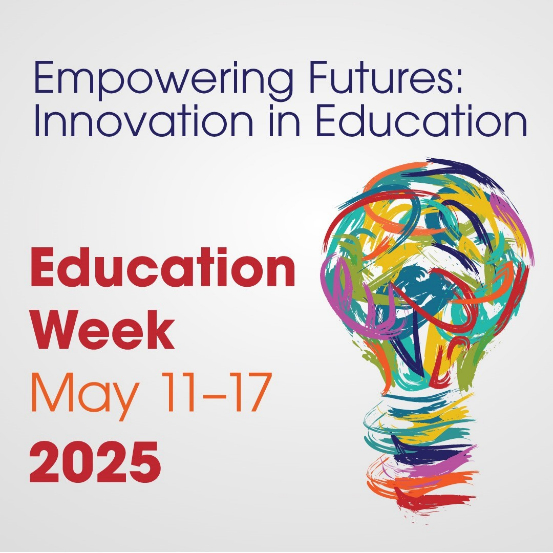 Empowering Futures:
Innovation in Education
Education
Week
May 11–17
2025